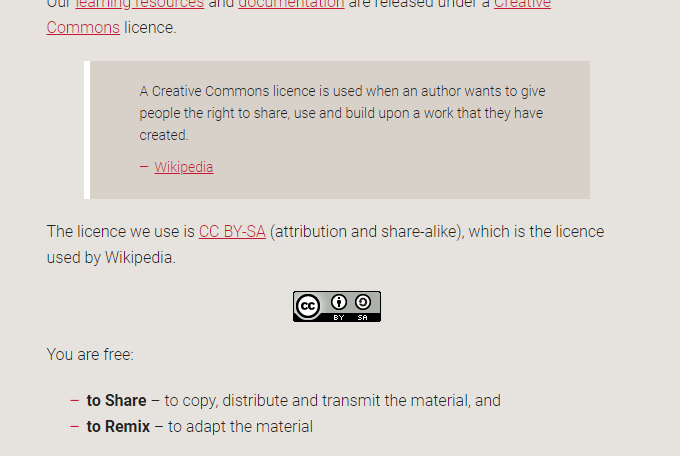 Our learning resources and documentation are released under a Creative
Commons licence.
A Creative Commons licence is used when an author wants to give
people the right to share, use and build upon a work that they have
created.
– Wikipedia
The licence we use is CC BY-SA (attribution and share-alike), which is the licence
used by Wikipedia.
cc BY SA
You are free:
– to Share – to copy, distribute and transmit the material, and
– to Remix – to adapt the material